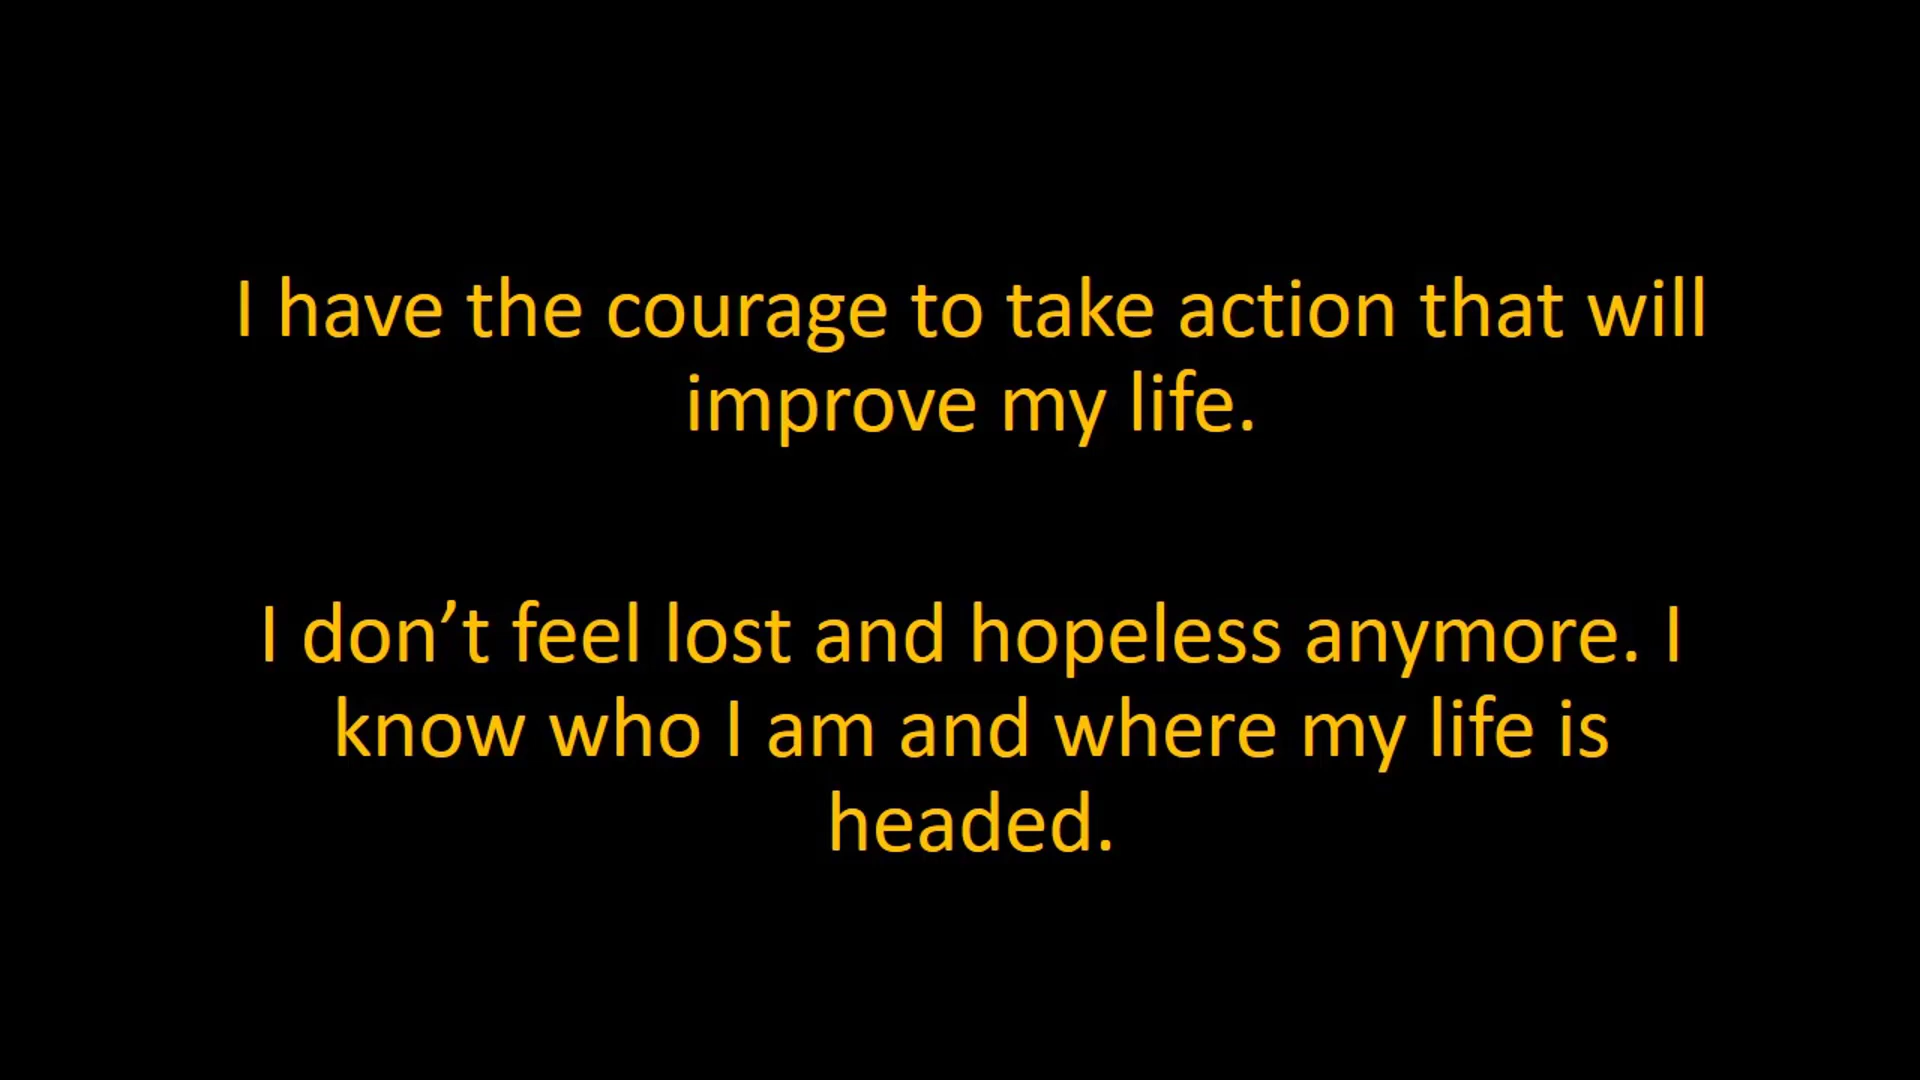 I have the courage to take action that will
improve my life.
I don’t feel lost and hopeless anymore. I
know who I am and where my life is
headed.